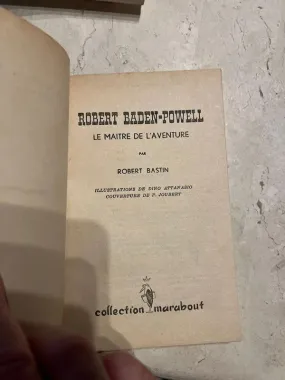 ROBERT BADEN-POWELL
LE MAITRE DE L'AVENTURE
PAR
ROBERT BASTIN
ILLUSTRATIONS DE DINO ATTANASIO
COUVERTURE DE P. JOUBERT
collection marabout